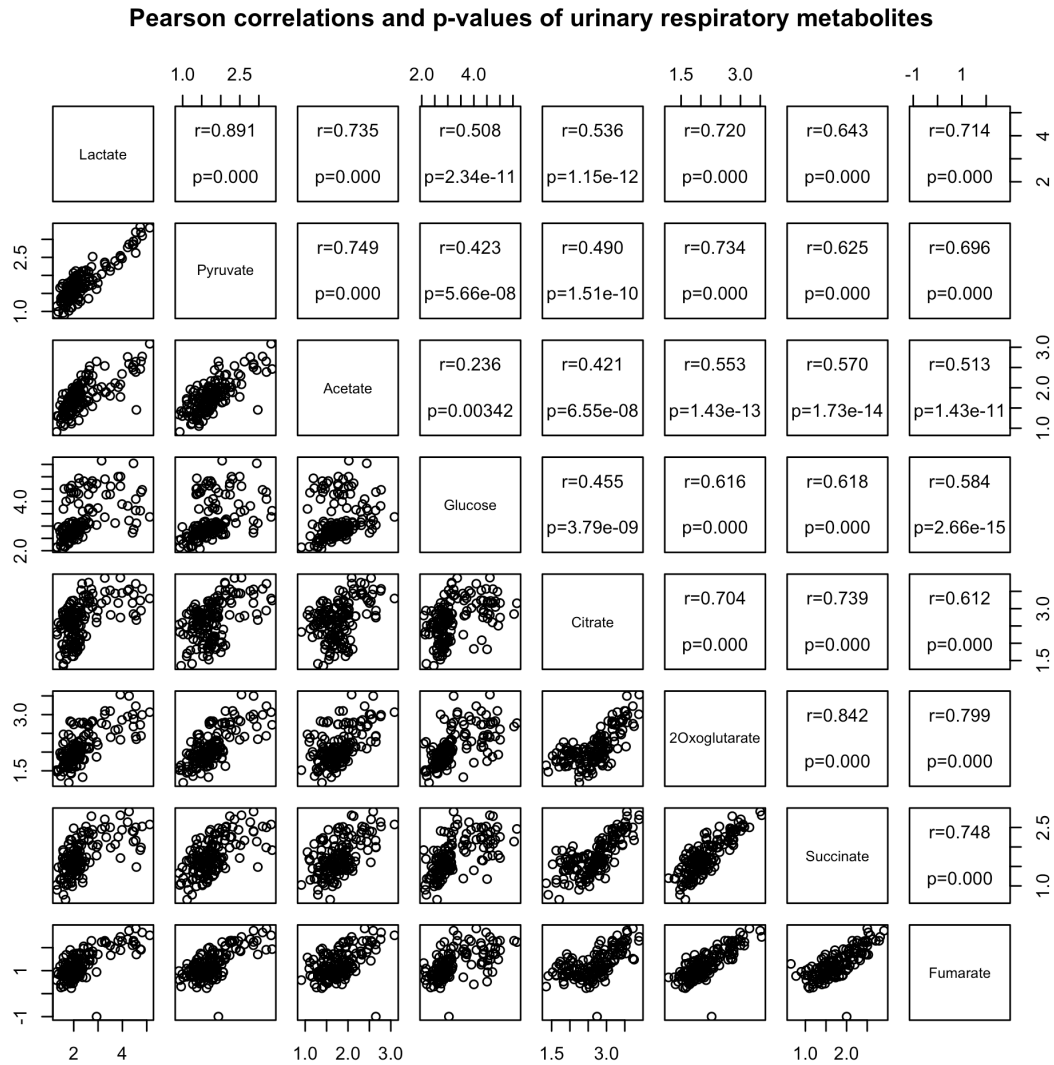 Pearson correlations and p-values of urinary respiratory metabolites
1.0 2.5 2.0 4.0 1.5 3.0 -1 1
Lactate r=0.891 r=0.735 r=0.508 r=0.536 r=0.720 r=0.643 r=0.714
p=0.000 p=0.000 p=2.34e-11 p=1.15e-12 p=0.000 p=0.000 p=0.000
2 4
1.0 2.5
Pyruvate r=0.749 r=0.423 r=0.490 r=0.734 r=0.625 r=0.696
p=0.000 p=5.66e-08 p=1.51e-10 p=0.000 p=0.000 p=0.000
Acetate r=0.236 r=0.421 r=0.553 r=0.570 r=0.513
p=0.00342 p=6.55e-08 p=1.43e-13 p=1.73e-14 p=1.43e-11
1.0 2.0 3.0
2.0 4.0
Glucose r=0.455 r=0.616 r=0.618 r=0.584
p=3.79e-09 p=0.000 p=0.000 p=2.66e-15
Citrate r=0.704 r=0.739 r=0.612
p=0.000 p=0.000 p=0.000
1.5 3.0
1.5 3.0
2Oxoglutarate r=0.842 r=0.799
p=0.000 p=0.000
Succinate r=0.748
p=0.000
1.0 2.5
-1 1
Fumarate
2 4 1.0 2.0 3.0 1.5 3.0 1.0 2.0